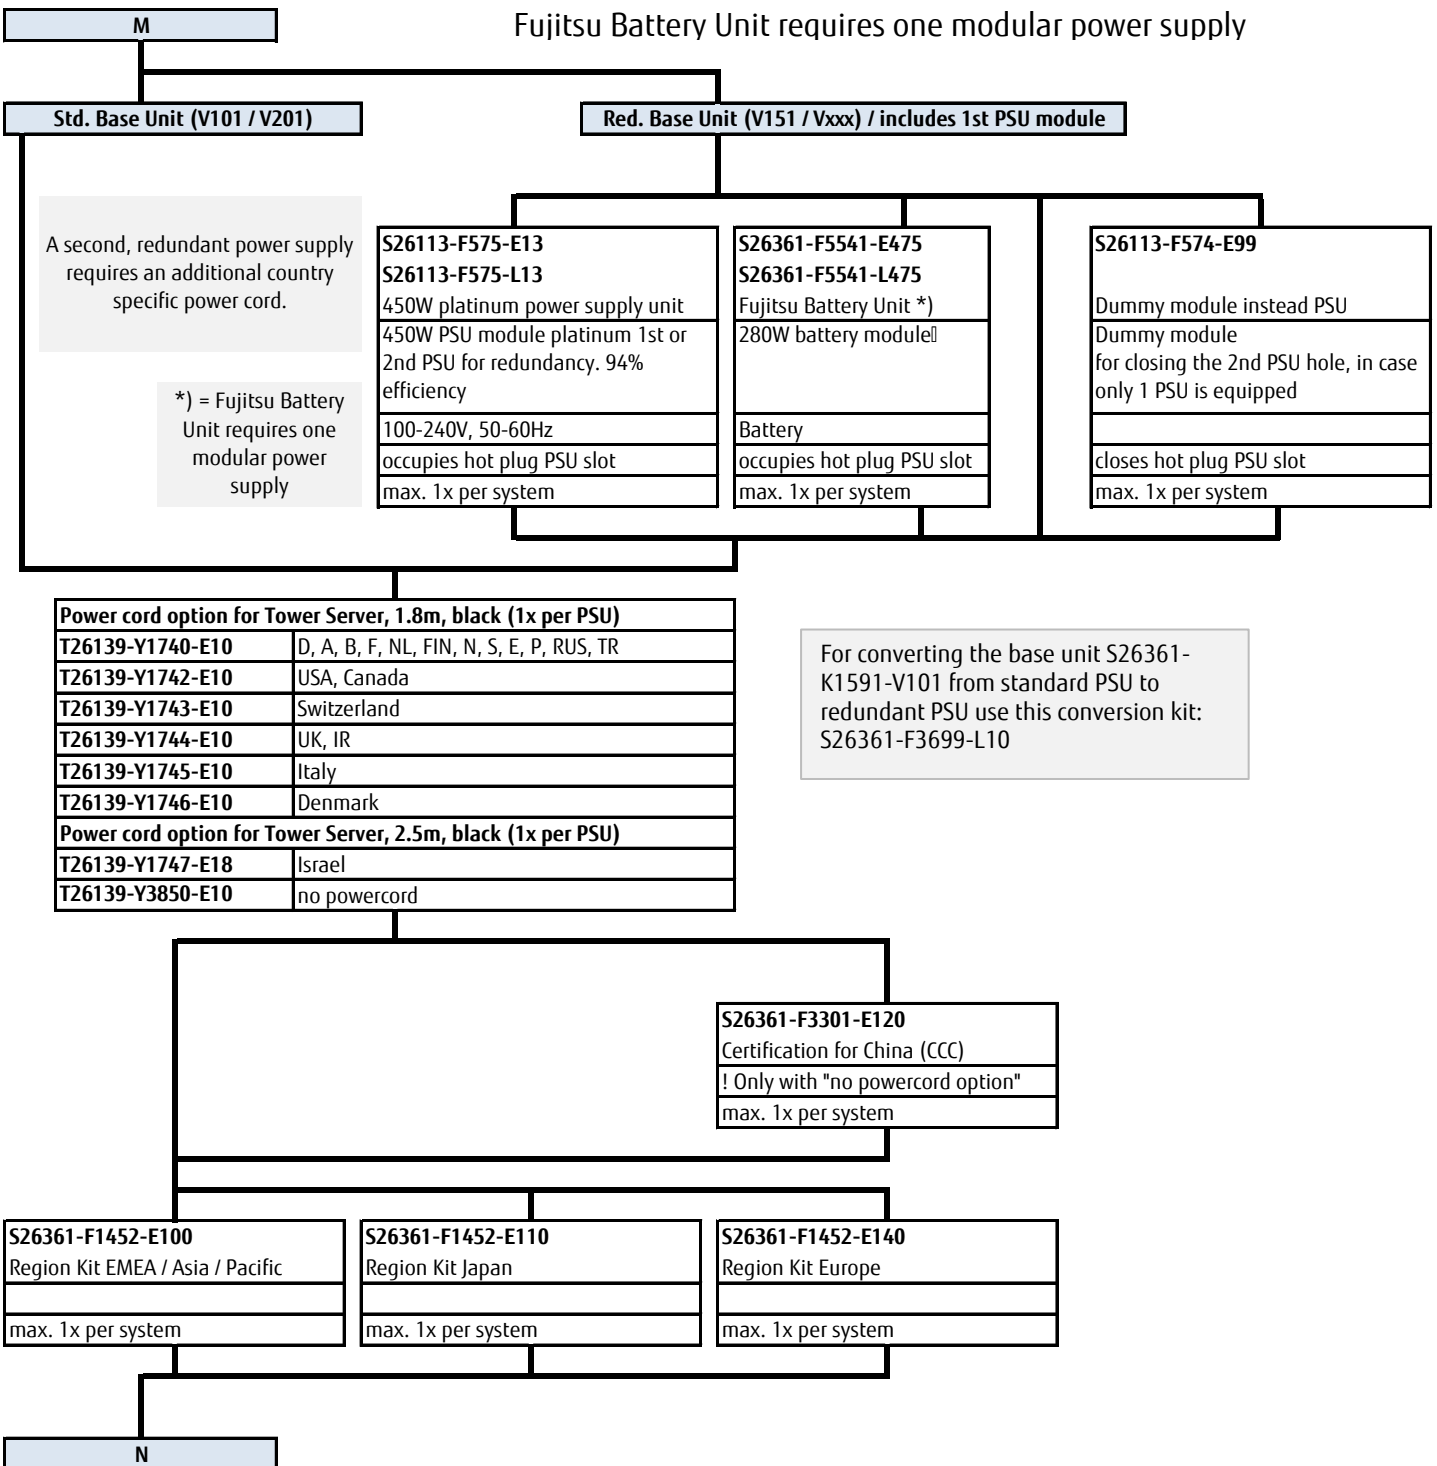 M
Fujitsu Battery Unit requires one modular power supply
Std. Base Unit (V101 / V201)
Red. Base Unit (V151 / Vxxx) / includes 1st PSU module
A second, redundant power supply
requires an additional country
specific power cord.
*) = Fujitsu Battery
Unit requires one
modular power
supply
S26113-F575-E13
S26113-F575-L13
450W platinum power supply unit
450W PSU module platinum 1st or
2nd PSU for redundancy. 94%
efficiency
100-240V, 50-60Hz
occupies hot plug PSU slot
max. 1x per system
S26361-F5541-E475
S26361-F5541-L475
Fujitsu Battery Unit *)
280W battery module
Battery
occupies hot plug PSU slot
max. 1x per system
S26113-F574-E99
Dummy module instead PSU
Dummy module
for closing the 2nd PSU hole, in case
only 1 PSU is equipped
closes hot plug PSU slot
max. 1x per system
Power cord option for Tower Server, 1.8m, black (1x per PSU)
T26139-Y1740-E10 D, A, B, F, NL, FIN, N, S, E, P, RUS, TR
T26139-Y1742-E10 USA, Canada
T26139-Y1743-E10 Switzerland
T26139-Y1744-E10 UK, IR
T26139-Y1745-E10 Italy
T26139-Y1746-E10 Denmark
Power cord option for Tower Server, 2.5m, black (1x per PSU)
T26139-Y1747-E18 Israel
T26139-Y3850-E10 no powercord
For converting the base unit S26361-
K1591-V101 from standard PSU to
redundant PSU use this conversion kit:
S26361-F3699-L10
S26361-F3301-E120
Certification for China (CCC)
! Only with "no powercord option"
max. 1x per system
S26361-F1452-E100
Region Kit EMEA / Asia / Pacific
max. 1x per system
S26361-F1452-E110
Region Kit Japan
max. 1x per system
S26361-F1452-E140
Region Kit Europe
max. 1x per system
N